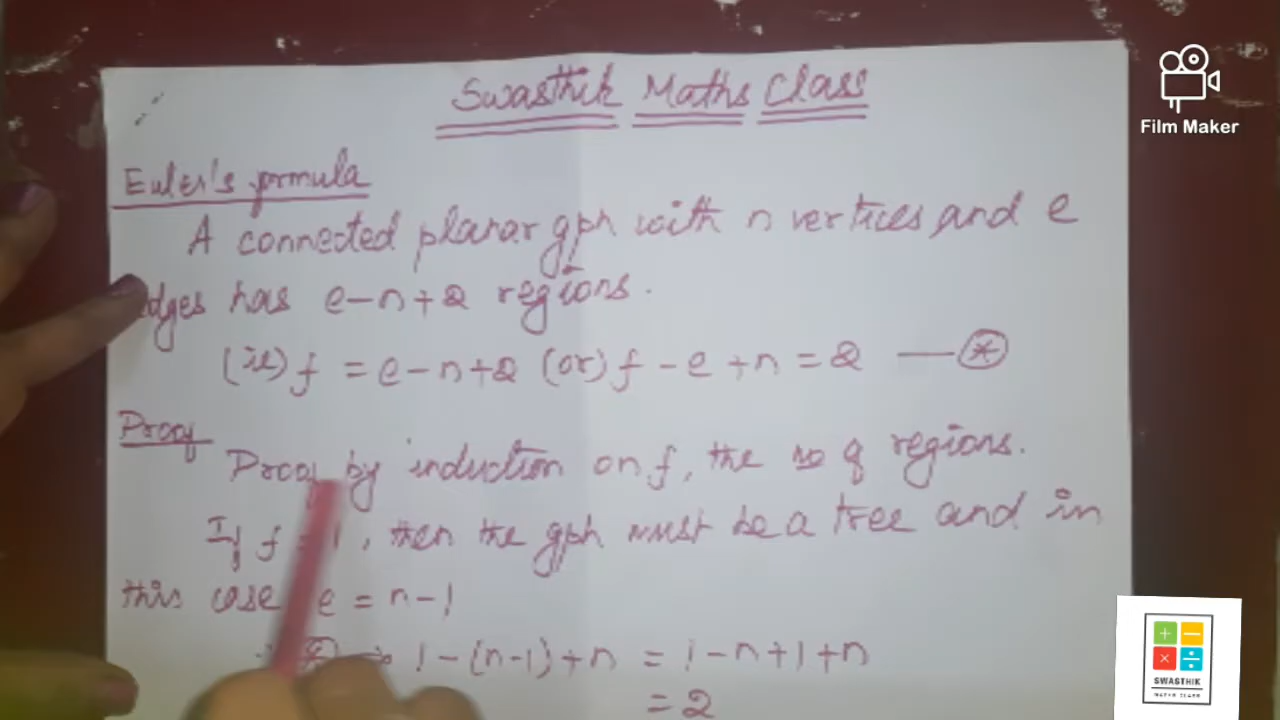 Swasthik Maths Class
Film Maker
Euler's formula
A connected planar gph with n vertices and e
edges has e-n+2 regions.
(ie) f = e-n+2 (or) f - e + n = 2 — *
Proof
Proof by induction on f, the no of regions.
If f = 1, then the gph must be a tree and in
this case e = n-1
1-(n-1)+n = 1-n+1+n
= 2
SWASTHIK
MATHS CLASS